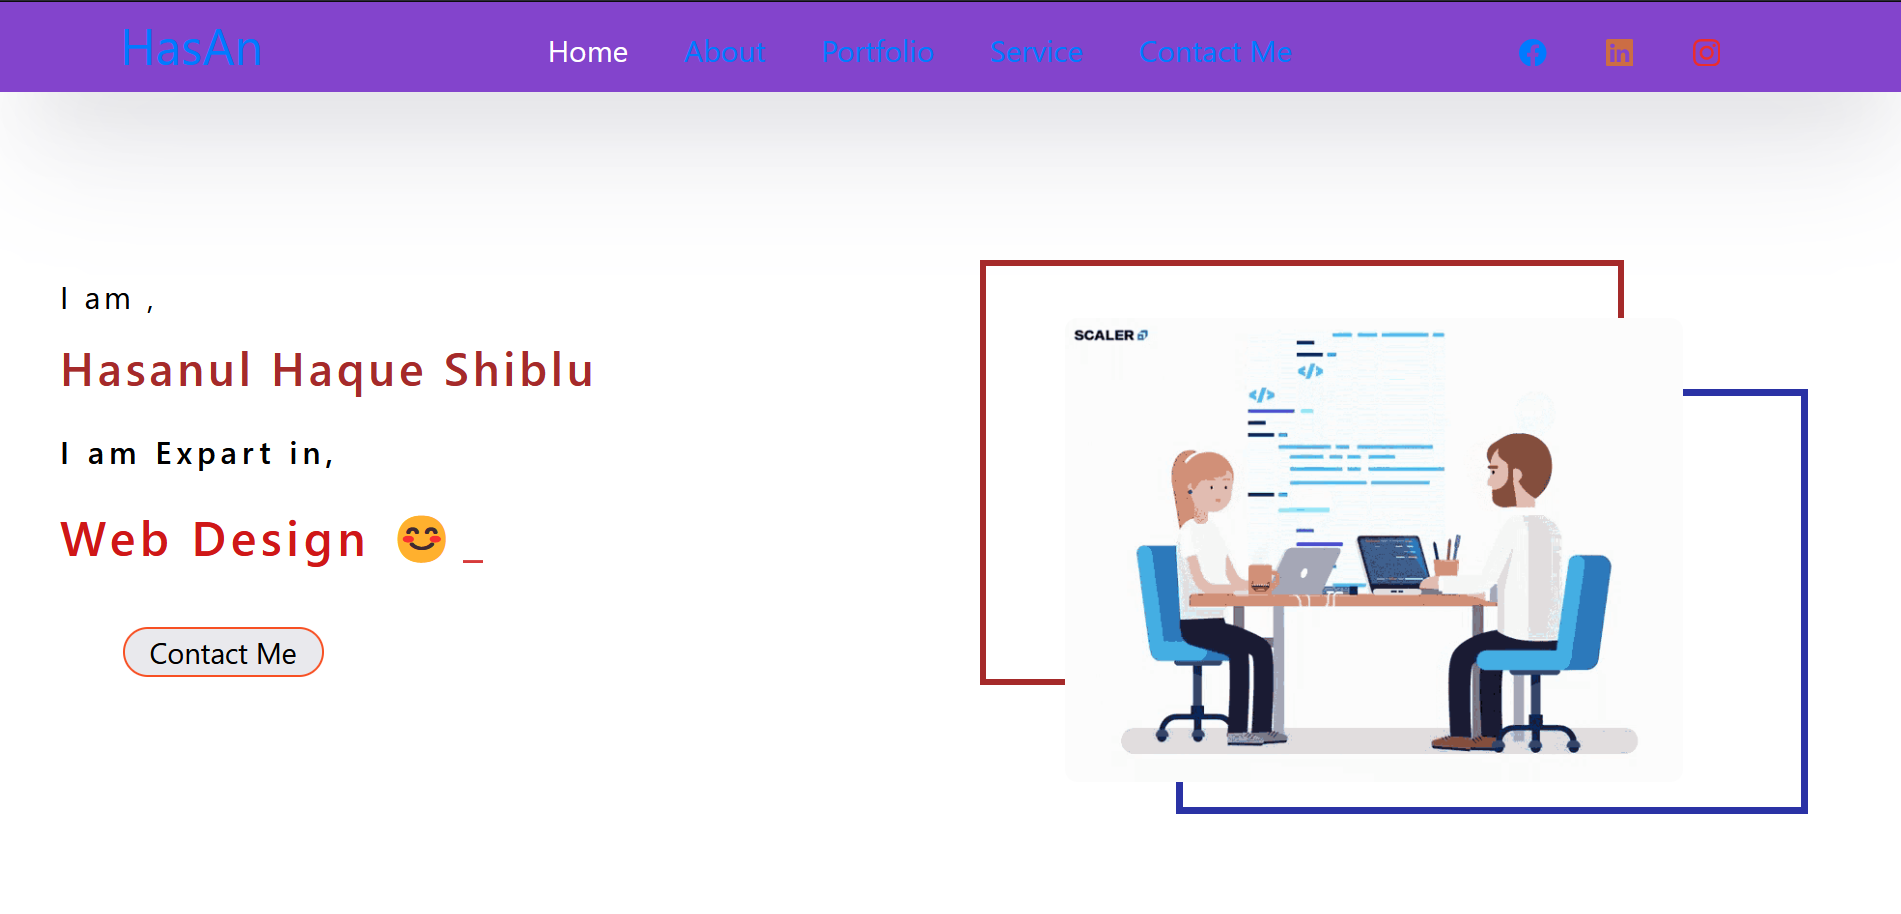 HasAn
Home About Portfolio Service Contact Me
I am ,
Hasanul Haque Shiblu
I am Expart in,
Web Design 😊 _
Contact Me
SCALER